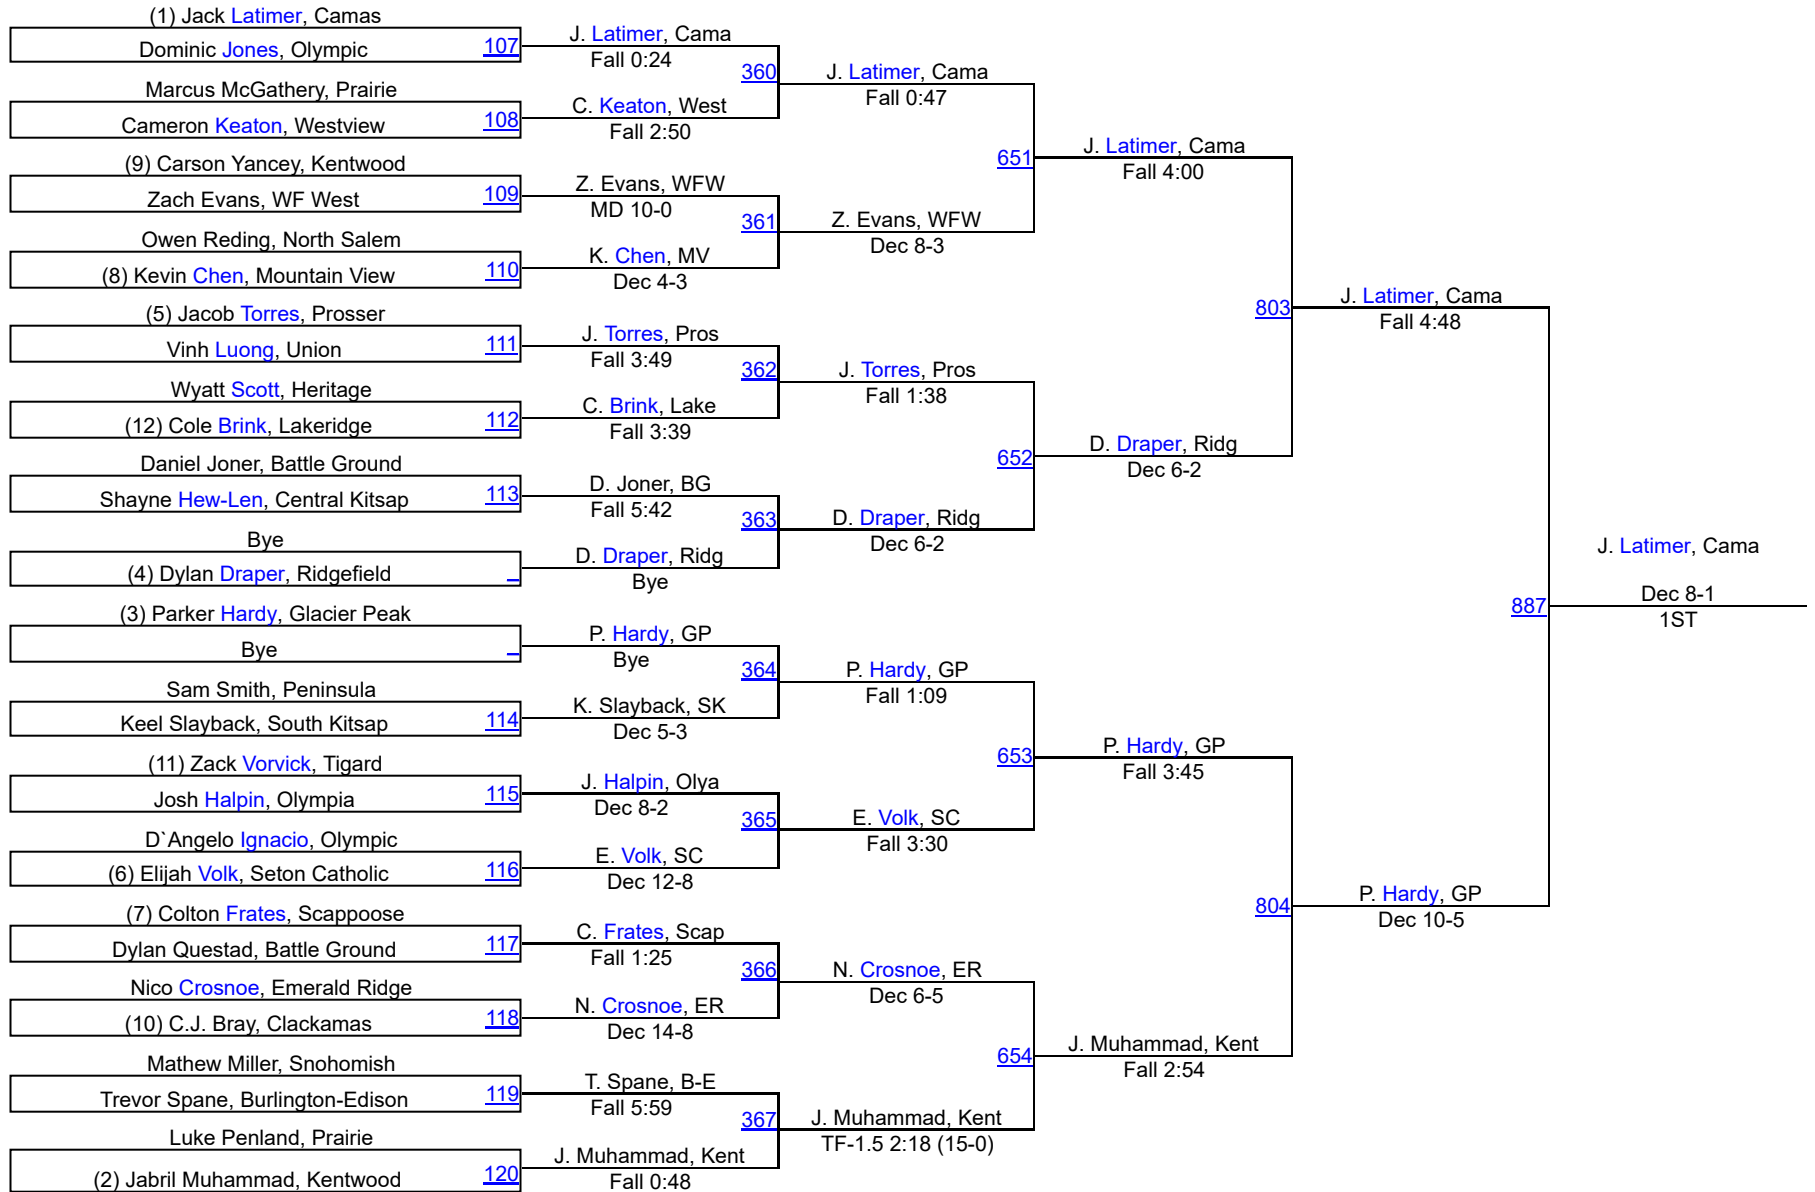 (1) Jack Latimer, Camas
Dominic Jones, Olympic 107
Marcus McGathery, Prairie
Cameron Keaton, Westview 108
(9) Carson Yancey, Kentwood
Zach Evans, WF West 109
Owen Reding, North Salem
(8) Kevin Chen, Mountain View 110
(5) Jacob Torres, Prosser
Vinh Luong, Union 111
Wyatt Scott, Heritage
(12) Cole Brink, Lakeridge 112
Daniel Joner, Battle Ground
Shayne Hew-Len, Central Kitsap 113
Bye
(4) Dylan Draper, Ridgefield _
(3) Parker Hardy, Glacier Peak
Bye _
Sam Smith, Peninsula
Keel Slayback, South Kitsap 114
(11) Zack Vorvick, Tigard
Josh Halpin, Olympia 115
D`Angelo Ignacio, Olympic
(6) Elijah Volk, Seton Catholic 116
(7) Colton Frates, Scappoose
Dylan Questad, Battle Ground 117
Nico Crosnoe, Emerald Ridge
(10) C.J. Bray, Clackamas 118
Mathew Miller, Snohomish
Trevor Spane, Burlington-Edison 119
Luke Penland, Prairie
(2) Jabril Muhammad, Kentwood 120
J. Latimer, Cama
Fall 0:24
360
C. Keaton, West
Fall 2:50
Z. Evans, WFW
MD 10-0
361
K. Chen, MV
Dec 4-3
J. Torres, Pros
Fall 3:49
362
C. Brink, Lake
Fall 3:39
D. Joner, BG
Fall 5:42
363
D. Draper, Ridg
Bye
P. Hardy, GP
Bye
364
K. Slayback, SK
Dec 5-3
J. Halpin, Olya
Dec 8-2
365
E. Volk, SC
Dec 12-8
C. Frates, Scap
Fall 1:25
366
N. Crosnoe, ER
Dec 14-8
T. Spane, B-E
Fall 5:59
367
J. Muhammad, Kent
Fall 0:48
J. Latimer, Cama
Fall 0:47
651
Z. Evans, WFW
Dec 8-3
J. Torres, Pros
Fall 1:38
652
D. Draper, Ridg
Dec 6-2
P. Hardy, GP
Fall 1:09
653
E. Volk, SC
Fall 3:30
N. Crosnoe, ER
Dec 6-5
654
J. Muhammad, Kent
TF-1.5 2:18 (15-0)
J. Latimer, Cama
Fall 4:00
803
D. Draper, Ridg
Dec 6-2
P. Hardy, GP
Fall 3:45
804
J. Muhammad, Kent
Fall 2:54
J. Latimer, Cama
Fall 4:48
887
P. Hardy, GP
Dec 10-5
J. Latimer, Cama
Dec 8-1
1ST